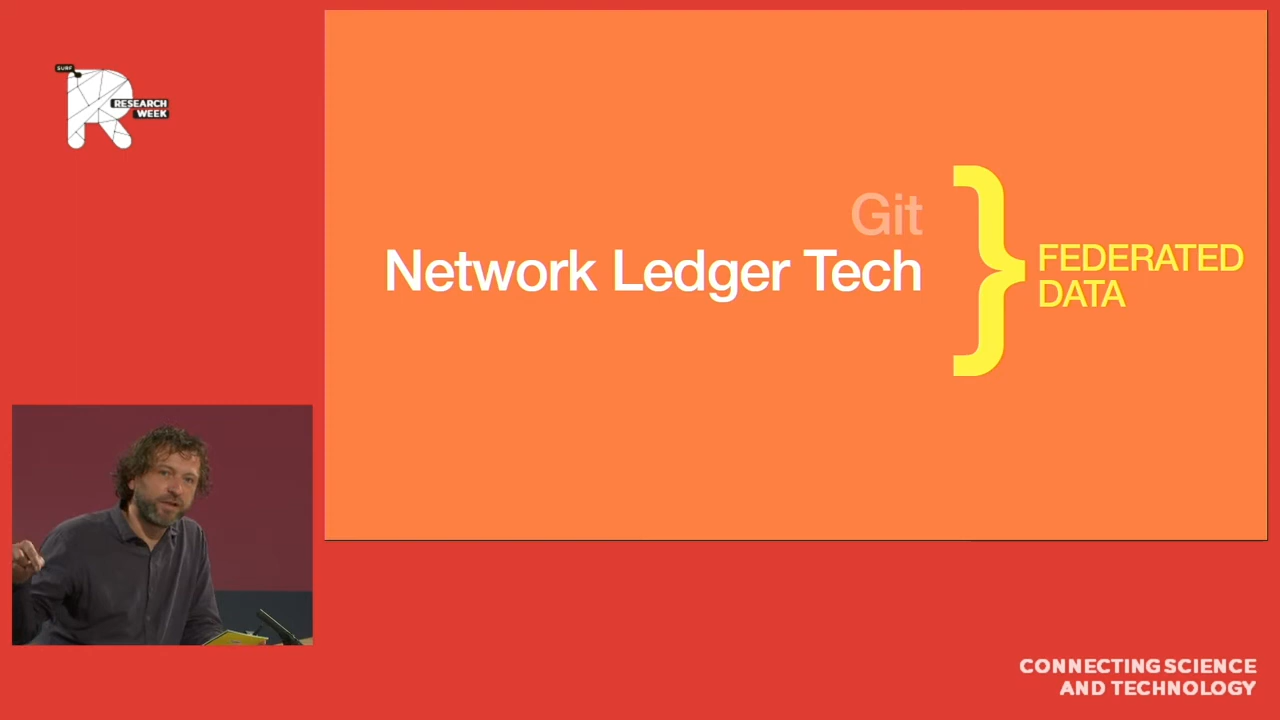 SURF
RESEARCH
WEEK
Git
Network Ledger Tech
}
FEDERATED
DATA
CONNECTING SCIENCE
AND TECHNOLOGY